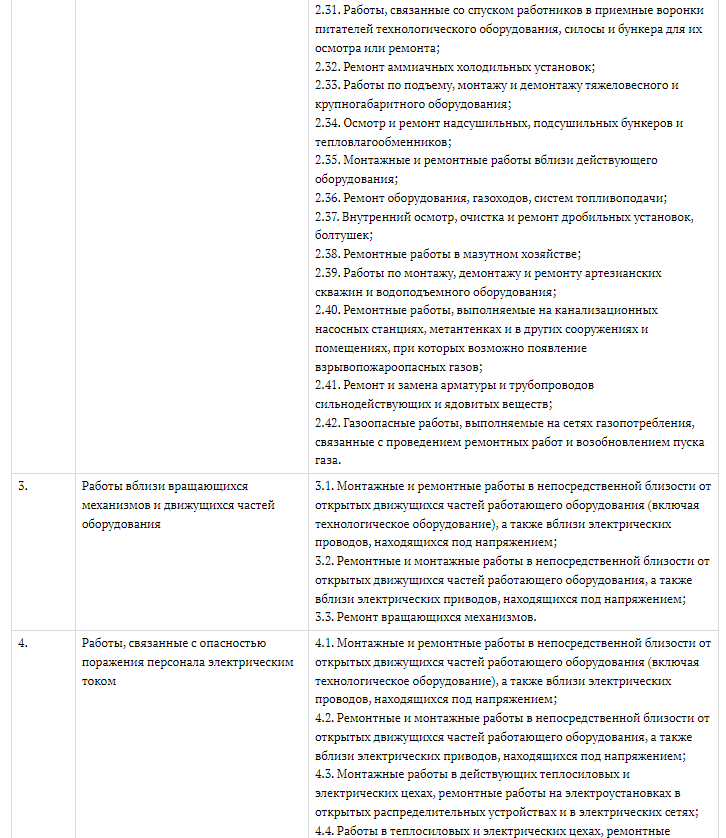 2.31. Работы, связанные со спуском работников в приемные воронки
питателей технологического оборудования, силосы и бункера для их
осмотра или ремонта;
2.32. Ремонт аммиачных холодильных установок;
2.33. Работы по подъему, монтажу и демонтажу тяжеловесного и
крупногабаритного оборудования;
2.34. Осмотр и ремонт надсушильных, подсушильных бункеров и
тепловлагообменников;
2.35. Монтажные и ремонтные работы вблизи действующего
оборудования;
2.36. Ремонт оборудования, газоходов, систем топливоподачи;
2.37. Внутренний осмотр, очистка и ремонт дробильных установок,
болтушек;
2.38. Ремонтные работы в мазутном хозяйстве;
2.39. Работы по монтажу, демонтажу и ремонту артезианских
скважин и водоподъемного оборудования;
2.40. Ремонтные работы, выполняемые на канализационных
насосных станциях, метантенках и в других сооружениях и
помещениях, при которых возможно появление
взрывопожароопасных газов;
2.41. Ремонт и замена арматуры и трубопроводов
сильнодействующих и ядовитых веществ;
2.42. Газоопасные работы, выполняемые на сетях газопотребления,
связанные с проведением ремонтных работ и возобновлением пуска
газа.
3.
Работы вблизи вращающихся
механизмов и движущихся частей
оборудования
3.1. Монтажные и ремонтные работы в непосредственной близости от
открытых движущихся частей работающего оборудования (включая
технологическое оборудование), а также вблизи электрических
проводов, находящихся под напряжением;
3.2. Ремонтные и монтажные работы в непосредственной близости от
открытых движущихся частей работающего оборудования, а также
вблизи электрических приводов, находящихся под напряжением;
3.3. Ремонт вращающихся механизмов.
4.
Работы, связанные с опасностью
поражения персонала электрическим
током
4.1. Монтажные и ремонтные работы в непосредственной близости от
открытых движущихся частей работающего оборудования (включая
технологическое оборудование), а также вблизи электрических
проводов, находящихся под напряжением;
4.2. Ремонтные и монтажные работы в непосредственной близости от
открытых движущихся частей работающего оборудования, а также
вблизи электрических приводов, находящихся под напряжением;
4.3. Монтажные работы в действующих теплосиловых и
электрических цехах, ремонтные работы на электроустановках в
открытых распределительных устройствах и в электрических сетях;
4.4. Работы в теплосиловых и электрических цехах, ремонтные